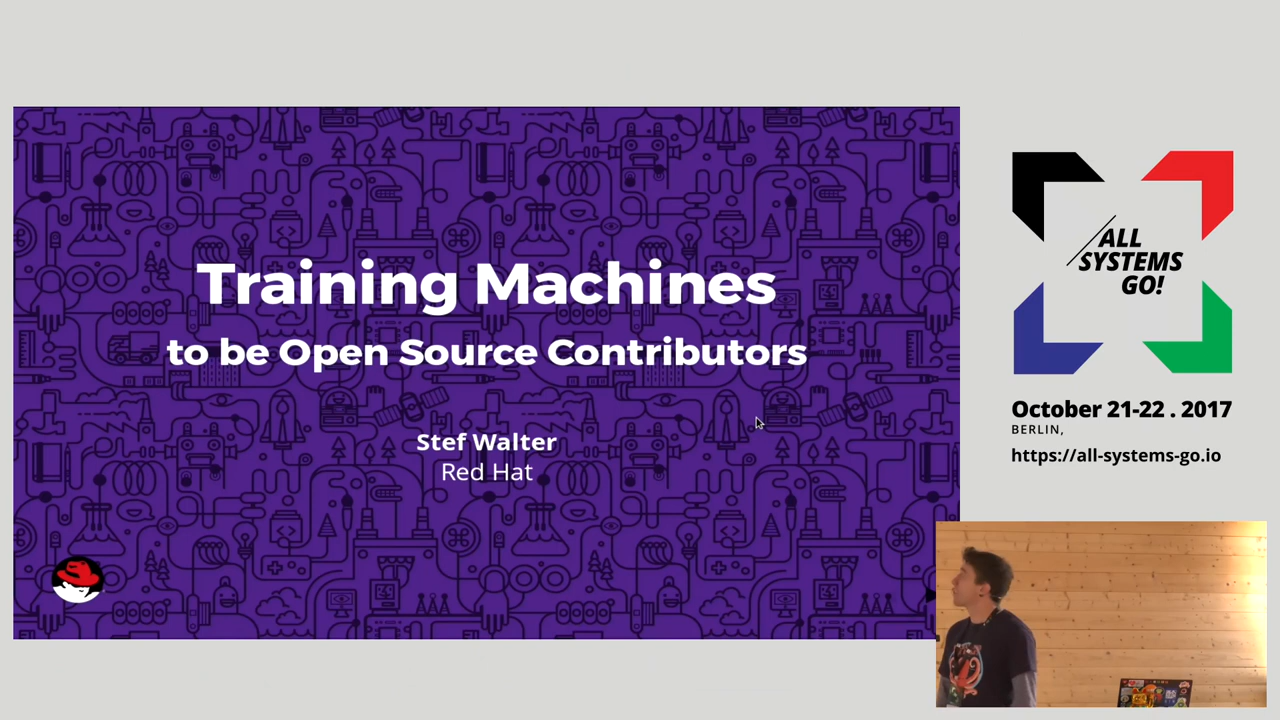 Training Machines
to be Open Source Contributors
Stef Walter
Red Hat
ALL
SYSTEMS
GO!
October 21-22 . 2017
BERLIN,
https://all-systems-go.io